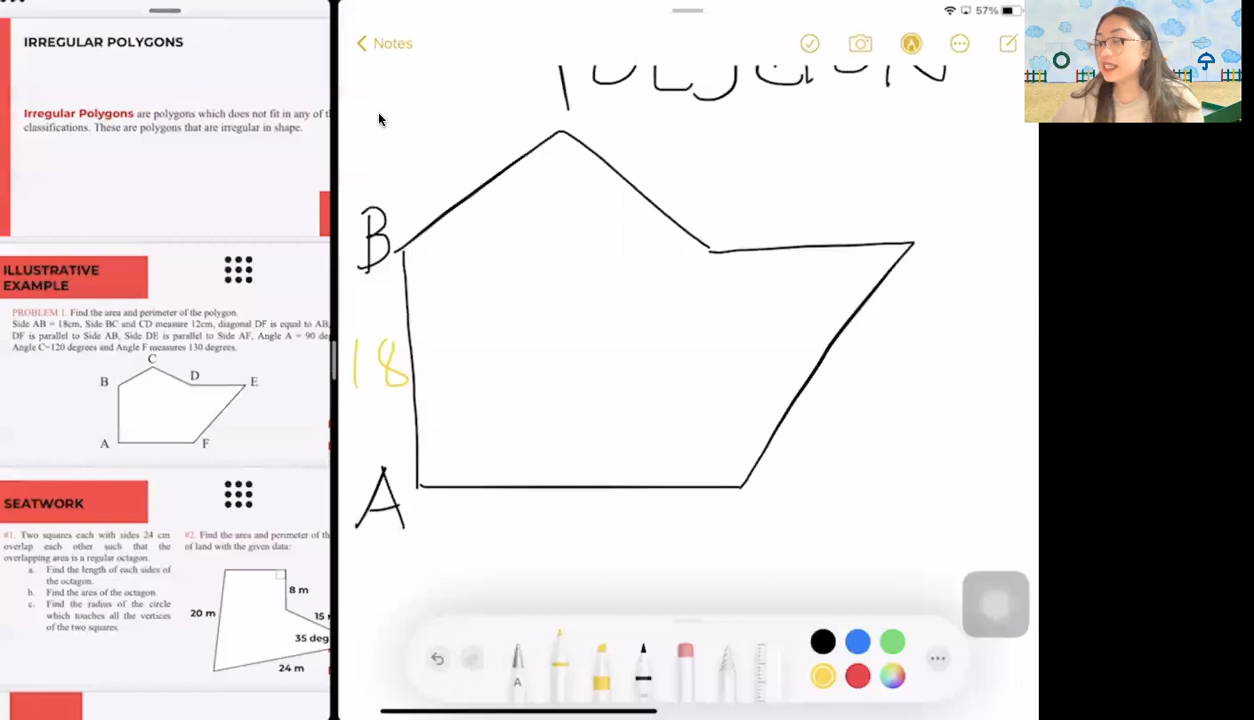 57%
IRREGULAR POLYGONS
Notes
Irregular Polygons are polygons which does not fit in any of t
classifications. These are polygons that are irregular in shape.
B
ILLUSTRATIVE
EXAMPLE
PROBLEM 1. Find the area and perimeter of the polygon.
Side AB = 18cm, Side BC and CD measure 12cm, diagonal DF is equal to AB,
DF is parallel to Side AB, Side DE is parallel to Side AF, Angle A = 90 de
Angle C=120 degrees and Angle F measures 130 degrees.
C
B
D
E
A
F
18
A
SEATWORK
#1. Two squares each with sides 24 cm
overlap each other such that the
overlapping area is a regular octagon.
a. Find the length of each sides of
the octagon.
b. Find the area of the octagon.
c. Find the radius of the circle
which touches all the vertices
of the two squares.
#2. Find the area and perimeter of th
of land with the given data:
8 m
20 m
15
35 deg
24 m
A